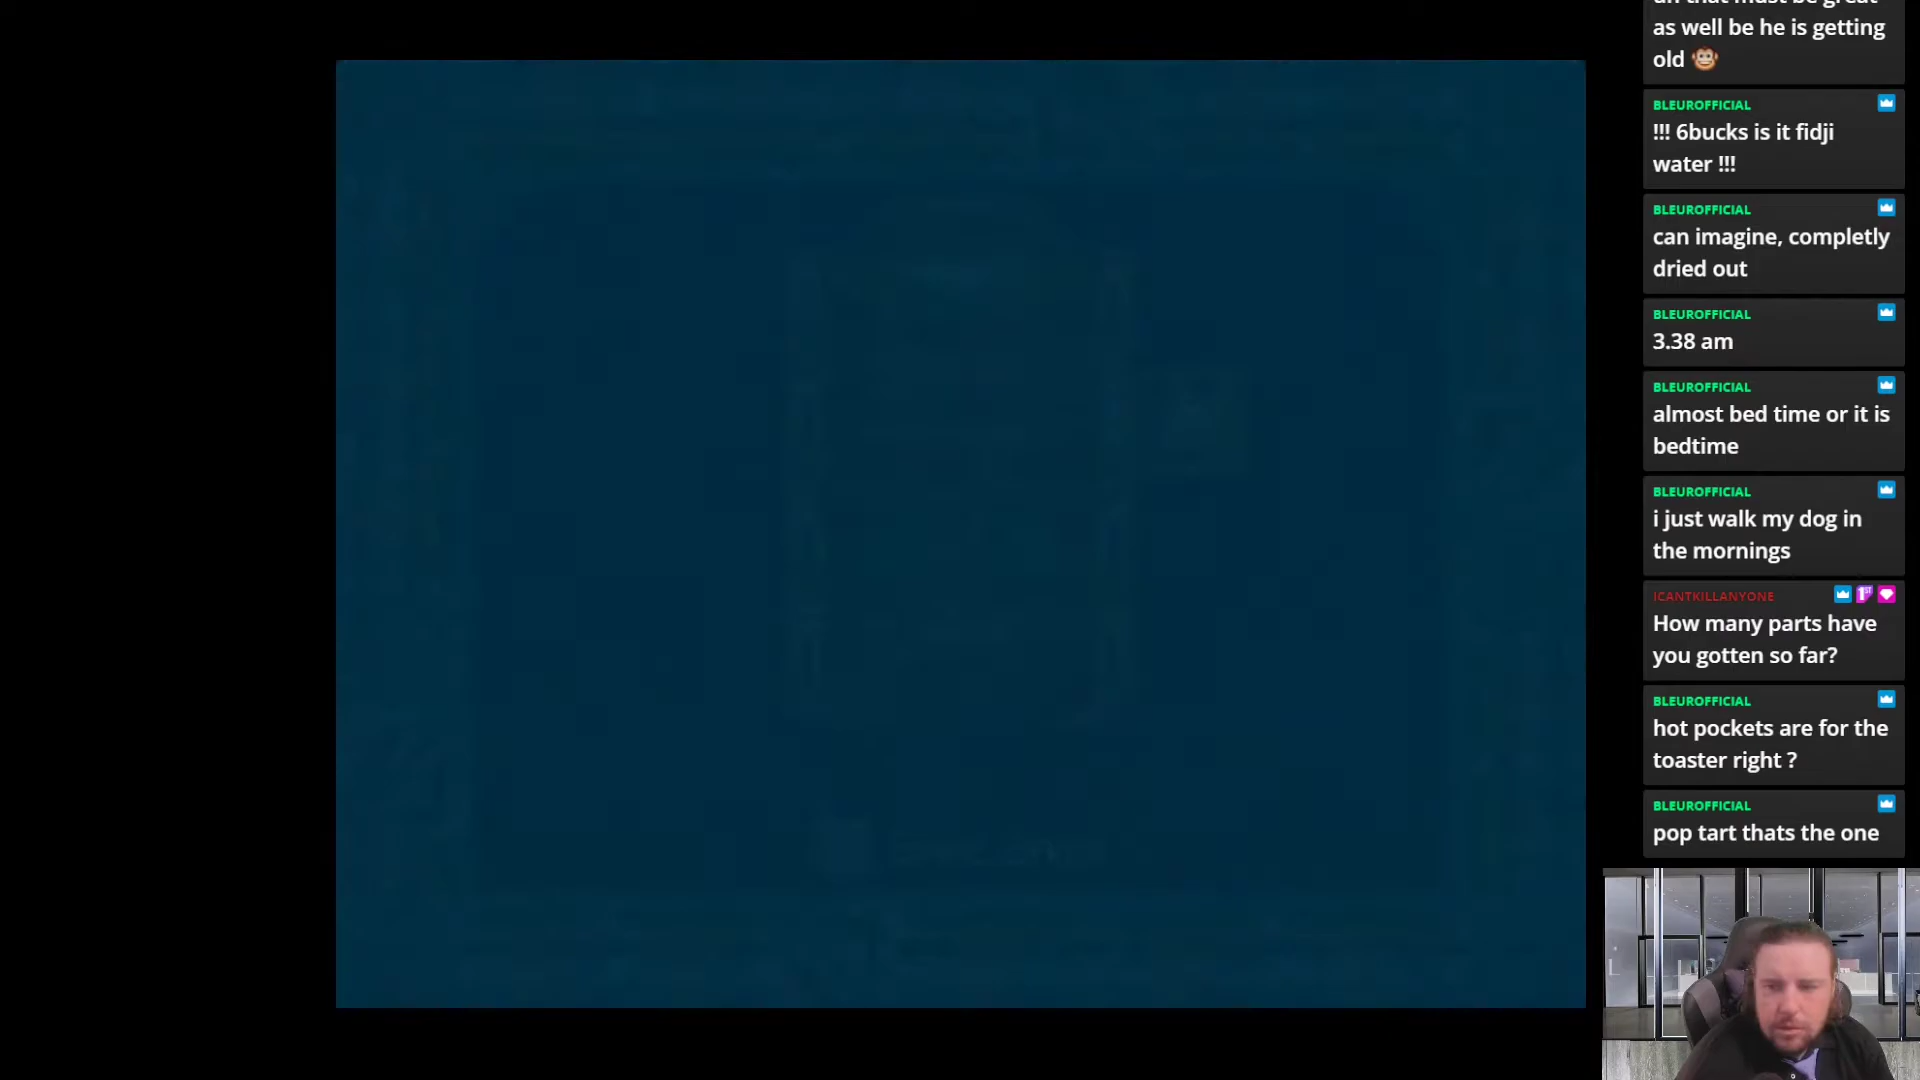 as well be he is getting
old 🐵
BLEUROFFICIAL
!!! 6bucks is it fidji
water !!!
BLEUROFFICIAL
can imagine, completly
dried out
BLEUROFFICIAL
3.38 am
BLEUROFFICIAL
almost bed time or it is
bedtime
BLEUROFFICIAL
i just walk my dog in
the mornings
ICANTKILLANYONE
1ST
How many parts have
you gotten so far?
BLEUROFFICIAL
hot pockets are for the
toaster right ?
BLEUROFFICIAL
pop tart thats the one